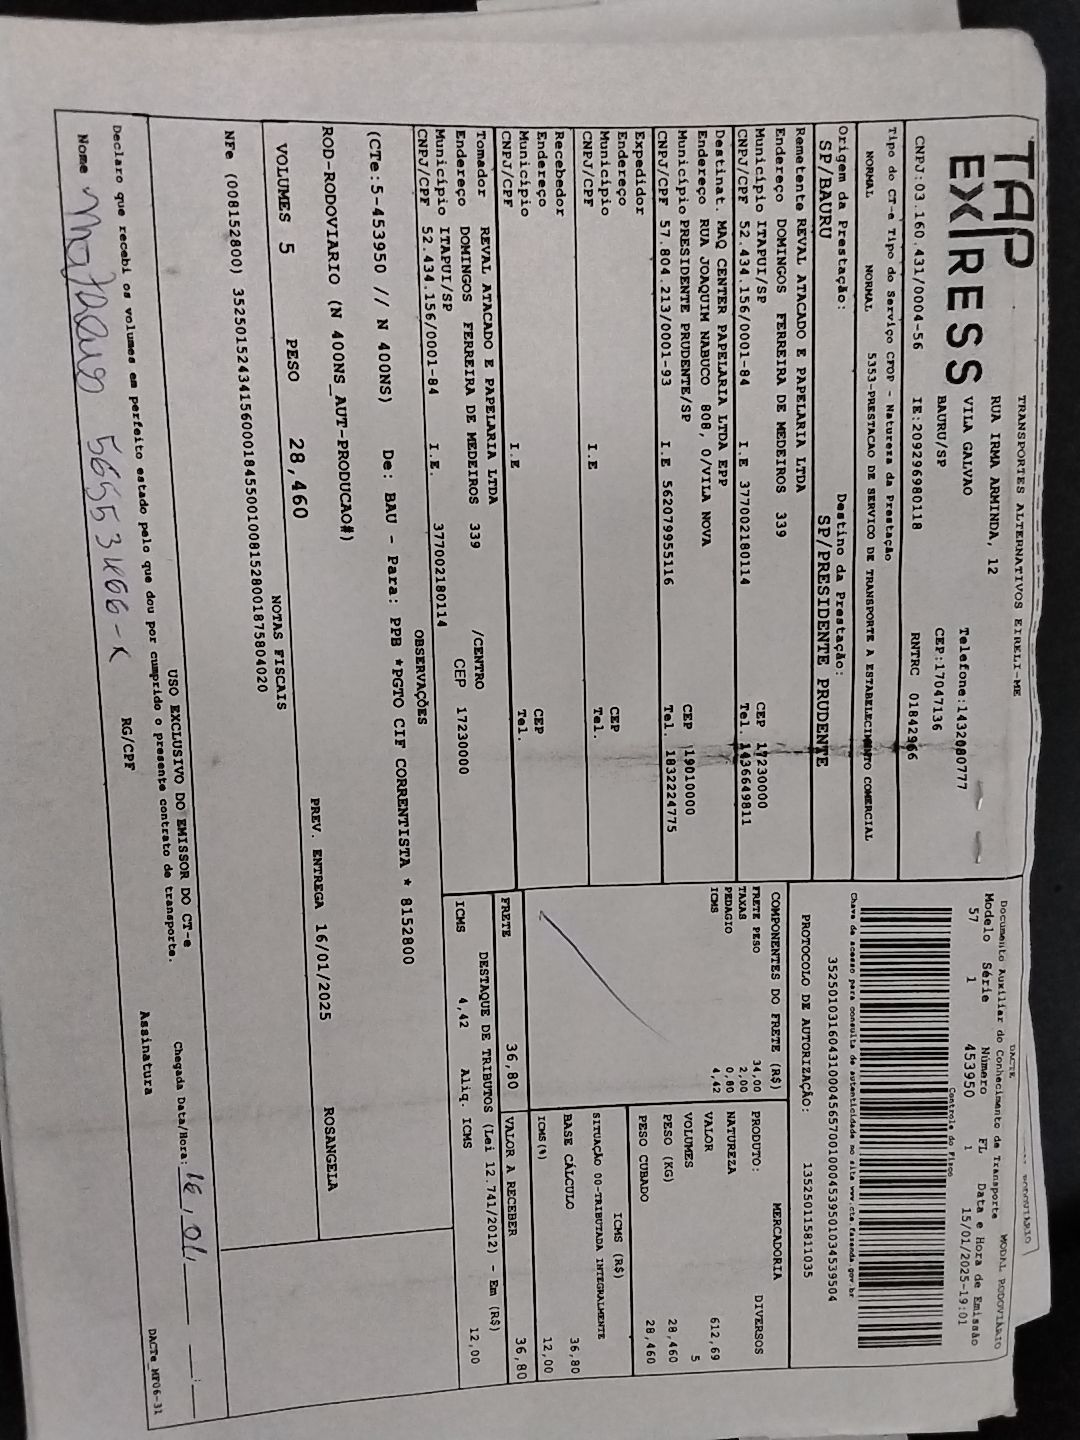 TAP
EXPRESS
TRANSPORTES ALTERNATIVOS EIRELI-ME
RUA IRMA ARMINDA, 12
VILA GALVAO
Telefone:1432080777
BAURU/SP
CEP:17047136
CNPJ:03.160.431/0004-56
IE:209296980118
RNTRC 01842966
Tipo do CT-e Tipo do Serviço CFOP - Natureza da Prestação
NORMAL NORMAL 5353-PRESTACAO DE SERVICO DE TRANSPORTE A ESTABELECIMENTO COMERCIAL
Origem da Prestação: Destino da Prestação:
SP/BAURU SP/PRESIDENTE PRUDENTE
Remetente REVAL ATACADO E PAPELARIA LTDA
Endereço DOMINGOS FERREIRA DE MEDEIROS 339
Município ITAPUI/SP CEP 17230000
CNPJ/CPF 52.434.156/0001-84 I.E 377002180114 Tel. 1436649811
Destinat. MAQ CENTER PAPELARIA LTDA EPP
Endereço RUA JOAQUIM NABUCO 808, 0/VILA NOVA
Município PRESIDENTE PRUDENTE/SP CEP 19010000
CNPJ/CPF 57.804.213/0001-93 I.E 562079955116 Tel. 1832224775
Expedidor
Endereço
Município CEP
CNPJ/CPF I.E Tel.
Recebedor
Endereço
Município CEP
CNPJ/CPF I.E Tel.
Tomador REVAL ATACADO E PAPELARIA LTDA
Endereço DOMINGOS FERREIRA DE MEDEIROS 339 /CENTRO
Município ITAPUI/SP CEP 17230000
CNPJ/CPF 52.434.156/0001-84 I.E. 377002180114
DACTE
Documento Auxiliar do Conhecimento de Transporte MODAL RODOVIÁRIO
Modelo Série Número FL Data e Hora de Emissão
57 1 453950 1 15/01/2025-19:01
Controle do Fisco
Chave de acesso para consulta de autenticidade no site www.cte.fazenda.gov.br
35250103160431000456570010004539501034539504
PROTOCOLO DE AUTORIZAÇÃO: 135250115811035
COMPONENTES DO FRETE (R$)
FRETE PESO 34,00
TAXAS 2,00
PEDAGIO 0,80
ICMS 4,42
MERCADORIA
PRODUTO: DIVERSOS
NATUREZA
VALOR 612,69
VOLUMES 5
PESO (KG) 28,460
PESO CUBADO 28,460
ICMS (R$)
SITUAÇÃO 00-TRIBUTADA INTEGRALMENTE
BASE CÁLCULO 36,80
ICMS (%) 12,00
FRETE 36,80 VALOR A RECEBER 36,80
DESTAQUE DE TRIBUTOS (Lei 12.741/2012) - Em (R$)
ICMS 4,42 Aliq. ICMS 12,00
OBSERVAÇÕES
(CTe:5-453950 // N 400NS) De: BAU - Para: PPB *PGTO CIF CORRENTISTA * 8152800
ROD-RODOVIARIO (N 400NS_AUT-PRODUCAO#)
PREV. ENTREGA 16/01/2025 ROSANGELA
VOLUMES 5 PESO 28,460
NOTAS FISCAIS
NFe (008152800) 35250152434156000184550010081528001875804020
USO EXCLUSIVO DO EMISSOR DO CT-e
Declaro que recebi os volumes em perfeito estado pelo que dou por cumprido o presente contrato de transporte.
Chegada Data/Hora: 16/01/ :
Nome RG/CPF Assinatura
DACTe_MF06-31